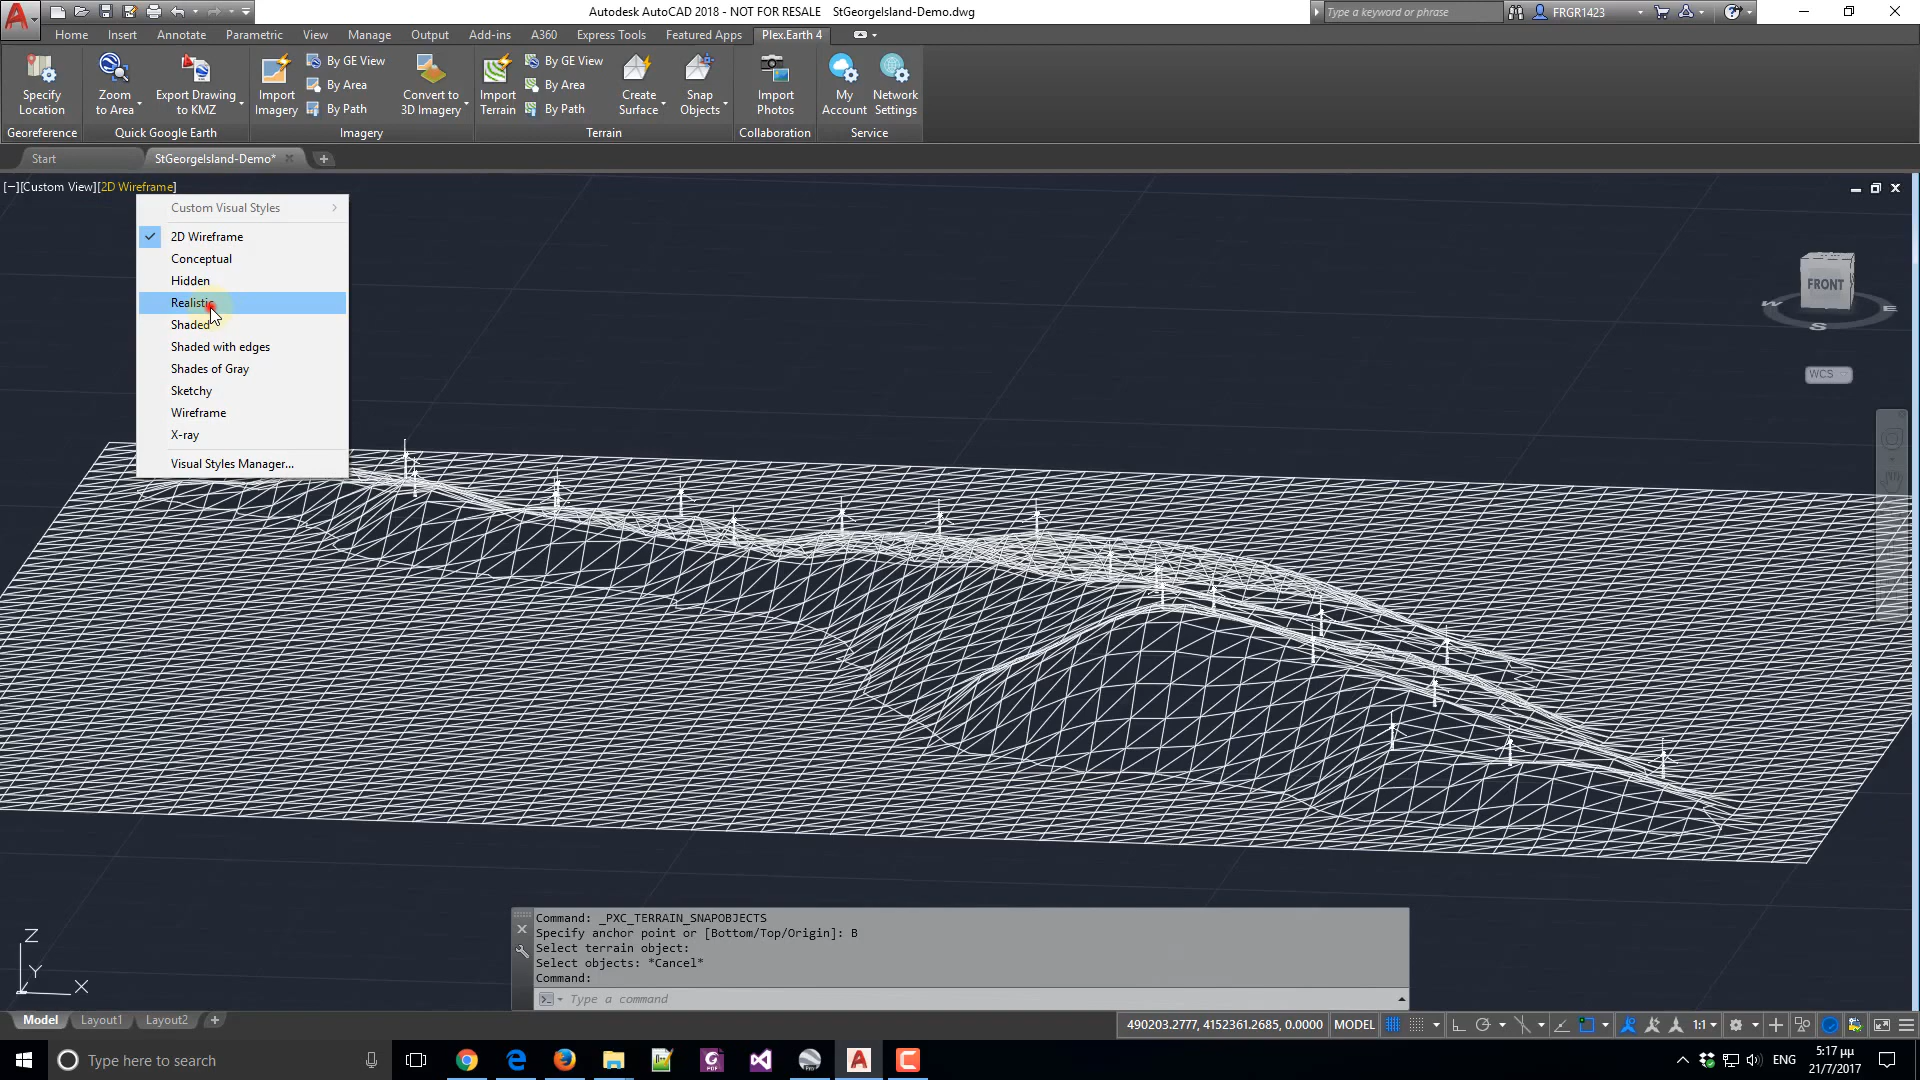 Autodesk AutoCAD 2018 - NOT FOR RESALE StGeorgeIsland-Demo.dwg
Type a keyword or phrase
FRGR1423
Home Insert Annotate Parametric View Manage Output Add-ins A360 Express Tools Featured Apps Plex.Earth 4
Specify Location
Zoom to Area
Export Drawing to KMZ
Import Imagery
By GE View
By Area
By Path
Convert to 3D Imagery
Import Terrain
By GE View
By Area
By Path
Create Surface
Snap Objects
Import Photos
My Account
Network Settings
Georeference Quick Google Earth Imagery Terrain Collaboration Service
Start StGeorgeIsland-Demo*
[−][Custom View][2D Wireframe]
Custom Visual Styles
2D Wireframe
Conceptual
Hidden
Realistic
Shaded
Shaded with edges
Shades of Gray
Sketchy
Wireframe
X-ray
Visual Styles Manager...
FRONT
W E
S
WCS
Command: _PXC_TERRAIN_SNAPOBJECTS
Specify anchor point or [Bottom/Top/Origin]: B
Select terrain object:
Select objects: *Cancel*
Command:
Type a command
Z
Y
X
Model Layout1 Layout2
490203.2777, 4152361.2685, 0.0000 MODEL 1:1
Type here to search
ENG
5:17 μμ
21/7/2017